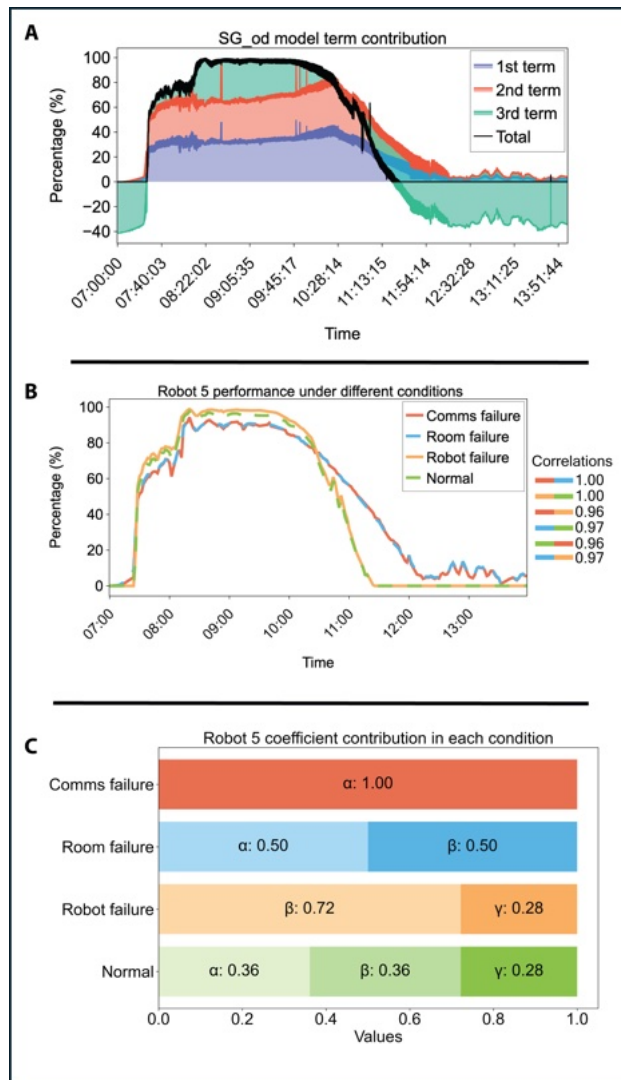 A
SG_od model term contribution
Percentage (%)
100
80
60
40
20
0
−20
−40
1st term
2nd term
3rd term
Total
07:00:00
07:40:03
08:22:02
09:05:35
09:45:17
10:28:14
11:13:15
11:54:14
12:32:28
13:11:25
13:51:44
Time
B
Robot 5 performance under different conditions
Percentage (%)
100
80
60
40
20
0
Comms failure
Room failure
Robot failure
Normal
Correlations
1.00
1.00
0.96
0.97
0.96
0.97
07:00
08:00
09:00
10:00
11:00
12:00
13:00
Time
C
Robot 5 coefficient contribution in each condition
Comms failure
α: 1.00
Room failure
α: 0.50
β: 0.50
Robot failure
β: 0.72
γ: 0.28
Normal
α: 0.36
β: 0.36
γ: 0.28
0.0
0.2
0.4
0.6
0.8
1.0
Values